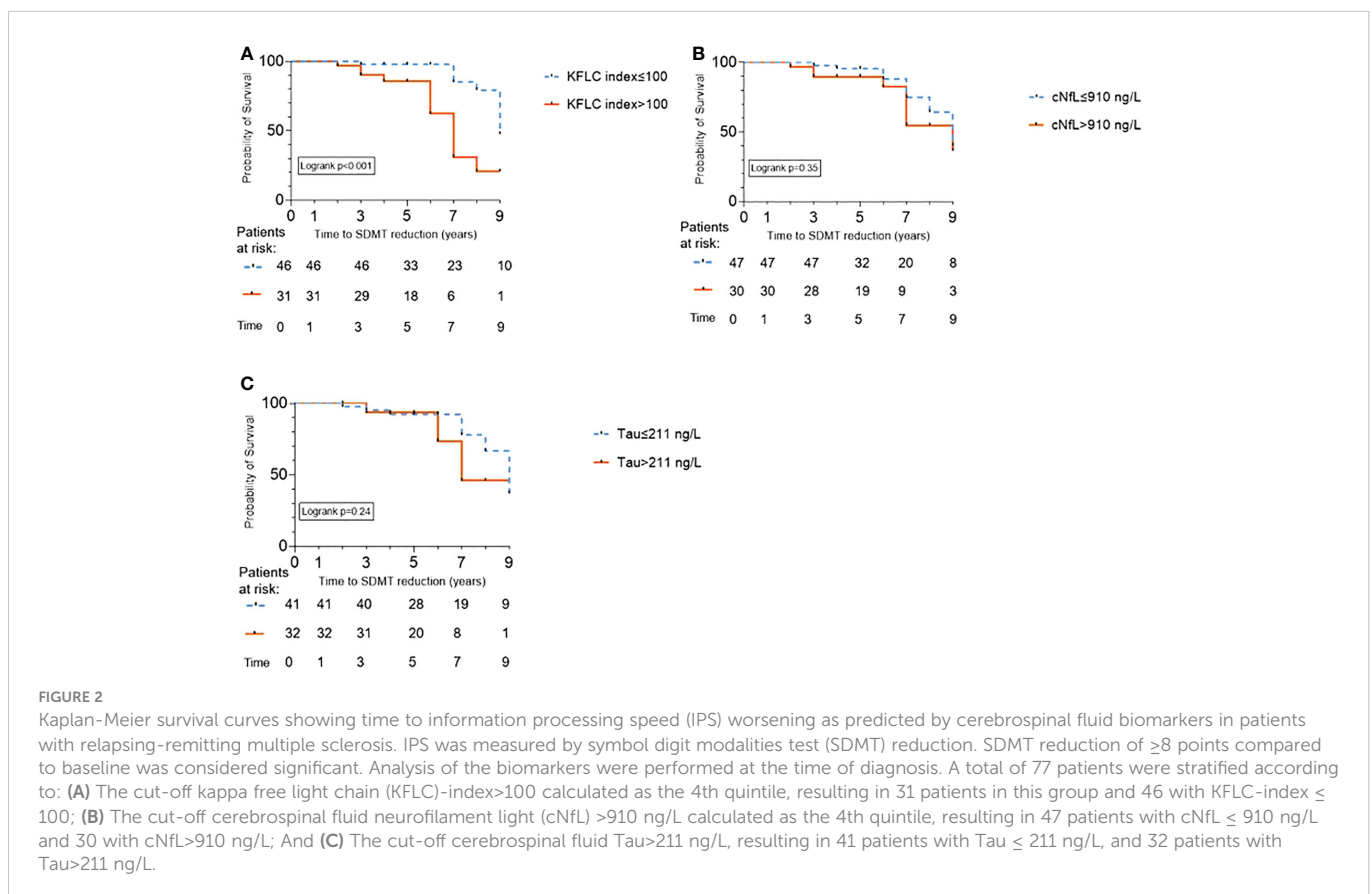 A
100
50
0
Probability of Survival
Logrank p<0.001
0 1 3 5 7 9
Time to SDMT reduction (years)
KFLC index≤100
KFLC index>100
Patients
at risk:
46 46 46 33 23 10
31 31 29 18 6 1
Time 0 1 3 5 7 9
B
100
50
0
Probability of Survival
Logrank p=0.35
0 1 3 5 7 9
Time to SDMT reduction (years)
cNfL≤910 ng/L
cNfL>910 ng/L
Patients
at risk:
47 47 47 32 20 8
30 30 28 19 9 3
Time 0 1 3 5 7 9
C
100
50
0
Probability of Survival
Logrank p=0.24
0 1 3 5 7 9
Time to SDMT reduction (years)
Tau≤211 ng/L
Tau>211 ng/L
Patients
at risk:
41 41 40 28 19 9
32 32 31 20 8 1
Time 0 1 3 5 7 9
FIGURE 2
Kaplan-Meier survival curves showing time to information processing speed (IPS) worsening as predicted by cerebrospinal fluid biomarkers in patients
with relapsing-remitting multiple sclerosis. IPS was measured by symbol digit modalities test (SDMT) reduction. SDMT reduction of ≥8 points compared
to baseline was considered significant. Analysis of the biomarkers were performed at the time of diagnosis. A total of 77 patients were stratified according
to: (A) The cut-off kappa free light chain (KFLC)-index>100 calculated as the 4th quintile, resulting in 31 patients in this group and 46 with KFLC-index ≤
100; (B) The cut-off cerebrospinal fluid neurofilament light (cNfL) >910 ng/L calculated as the 4th quintile, resulting in 47 patients with cNfL ≤ 910 ng/L
and 30 with cNfL>910 ng/L; And (C) The cut-off cerebrospinal fluid Tau>211 ng/L, resulting in 41 patients with Tau ≤ 211 ng/L, and 32 patients with
Tau>211 ng/L.